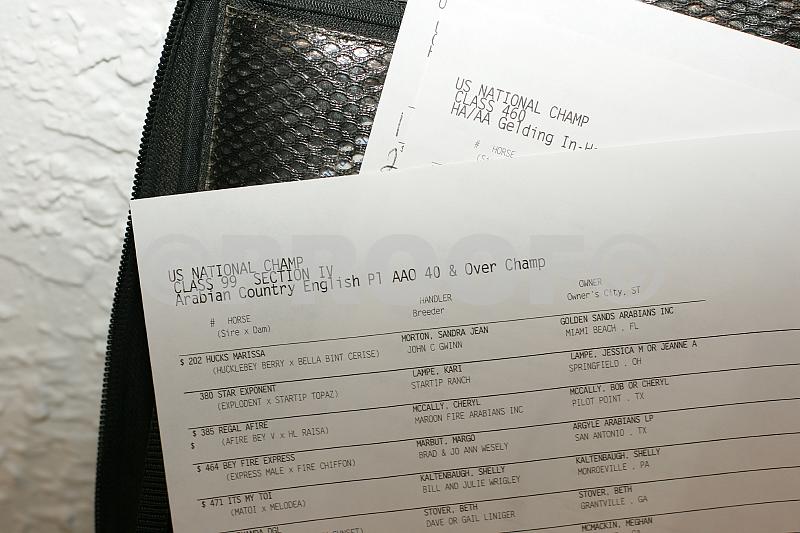 US NATIONAL CHAMP
CLASS 460
HA/AA Gelding In-H
# HORSE
US NATIONAL CHAMP
CLASS 99 SECTION IV
Arabian Country English Pl AAO 40 & Over Champ
©PROOF©
# HORSE HANDLER OWNER
(Sire x Dam) Breeder Owner's City, ST
$ 202 HUCKS MARISSA MORTON, SANDRA JEAN GOLDEN SANDS ARABIANS INC
(HUCKLEBEY BERRY x BELLA BINT CERISE) JOHN C GWINN MIAMI BEACH , FL
380 STAR EXPONENT LAMPE, KARI LAMPE, JESSICA M OR JEANNE A
(EXPLODENT x STARTIP TOPAZ) STARTIP RANCH SPRINGFIELD , OH
$ 385 REGAL AFIRE MCCALLY, CHERYL MCCALLY, BOB OR CHERYL
$ (AFIRE BEY V x HL RAISA) MAROON FIRE ARABIANS INC PILOT POINT , TX
$ 464 BEY FIRE EXPRESS MARBUT, MARGO ARGYLE ARABIANS LP
(EXPRESS MALE x FIRE CHIFFON) BRAD & JO ANN WESELY SAN ANTONIO , TX
$ 471 ITS MY TOI KALTENBAUGH, SHELLY KALTENBAUGH, SHELLY
(MATOI x MELODEA) BILL AND JULIE WRIGLEY MONROEVILLE , PA
STOVER, BETH STOVER, BETH
DAVE OR GAIL LINIGER GRANTVILLE , GA
MCMACKIN, MEGHAN